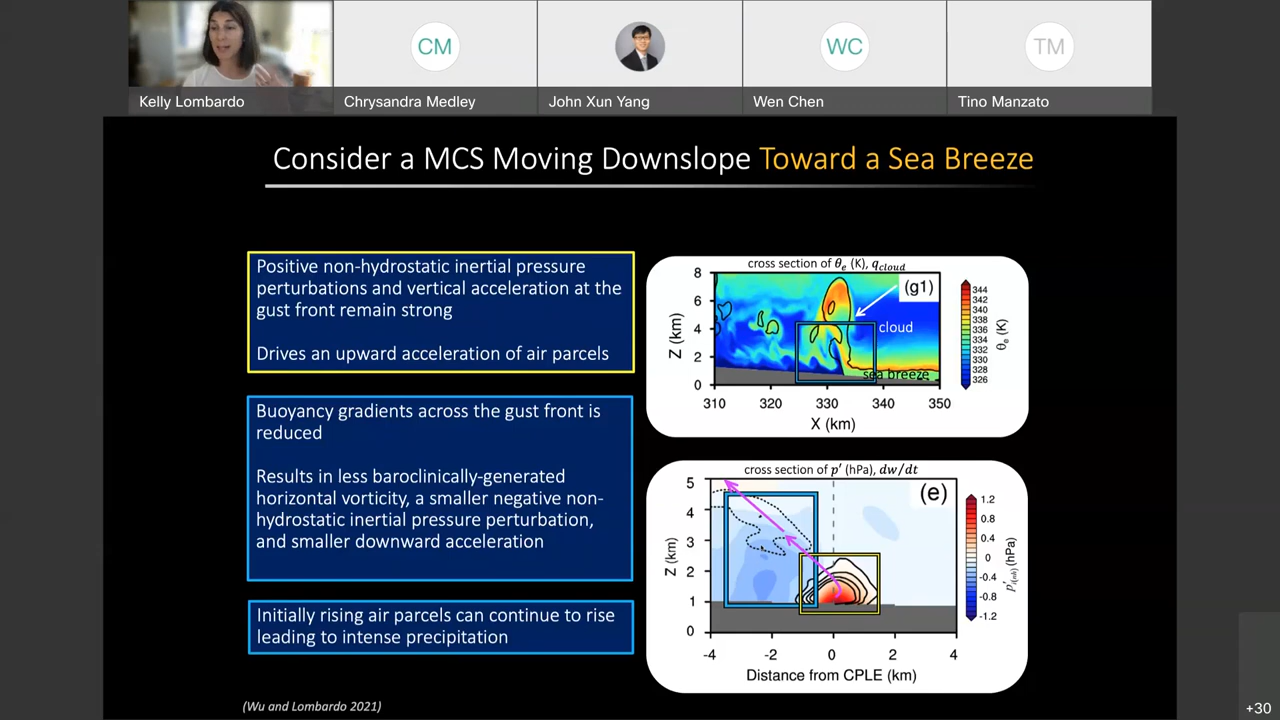 CM
WC
TM
Kelly Lombardo
Chrysandra Medley
John Xun Yang
Wen Chen
Tino Manzato
Consider a MCS Moving Downslope Toward a Sea Breeze
Positive non-hydrostatic inertial pressure
perturbations and vertical acceleration at the
gust front remain strong
Drives an upward acceleration of air parcels
Buoyancy gradients across the gust front is
reduced
Results in less baroclinically-generated
horizontal vorticity, a smaller negative non-
hydrostatic inertial pressure perturbation,
and smaller downward acceleration
Initially rising air parcels can continue to rise
leading to intense precipitation
(Wu and Lombardo 2021)
cross section of θe (K), qcloud
8
6
4
2
0
Z (km)
(g1)
cloud
sea breeze
310 320 330 340 350
X (km)
344
342
340
338
336
334
332
330
328
326
θe (K)
cross section of p' (hPa), dw/dt
5
4
3
2
1
0
Z (km)
(e)
-4 -2 0 2 4
Distance from CPLE (km)
1.2
0.8
0.4
0
-0.4
-0.8
-1.2
p'i(nh) (hPa)
+30